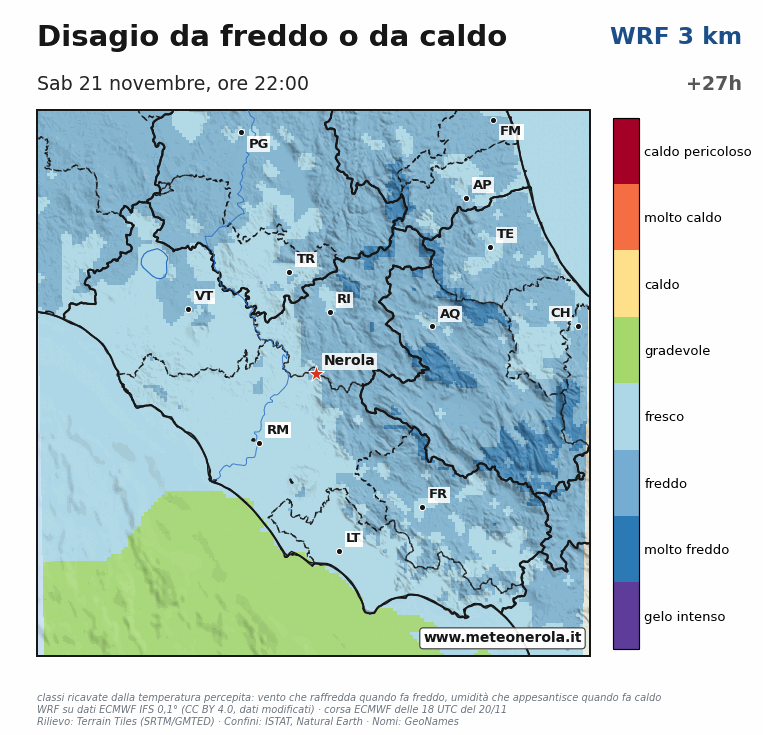 Disagio da freddo o da caldo
WRF 3 km
Sab 21 novembre, ore 22:00
+27h
FM
PG
AP
TE
TR
VT
RI
AQ
CH
Nerola
RM
FR
LT
www.meteonerola.it
caldo pericoloso
molto caldo
caldo
gradevole
fresco
freddo
molto freddo
gelo intenso
classi ricavate dalla temperatura percepita: vento che raffredda quando fa freddo, umidità che appesantisce quando fa caldo
WRF su dati ECMWF IFS 0,1° (CC BY 4.0, dati modificati) · corsa ECMWF delle 18 UTC del 20/11
Rilievo: Terrain Tiles (SRTM/GMTED) · Confini: ISTAT, Natural Earth · Nomi: GeoNames